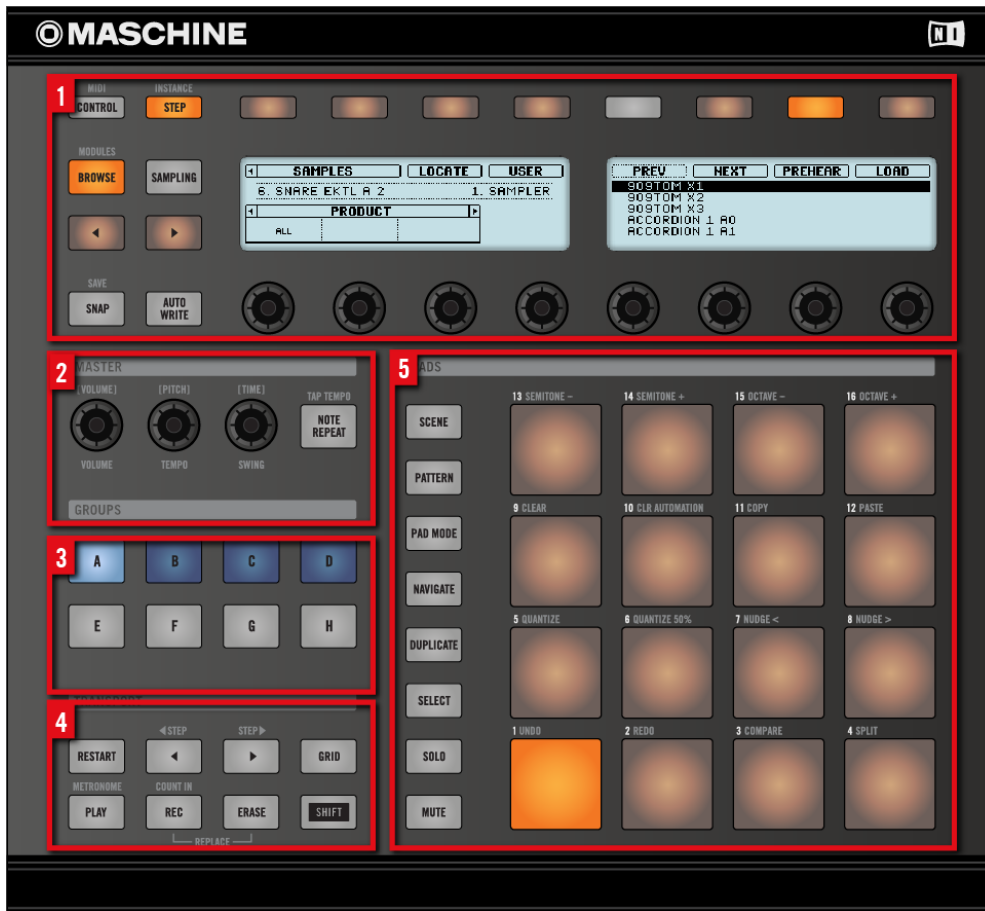 MASCHINE
NI
1
MIDI
INSTANCE
CONTROL
STEP
MODULES
BROWSE
SAMPLING
SAMPLES
LOCATE
USER
6. SNARE EKTL A 2
1. SAMPLER
PRODUCT
ALL
PREV
NEXT
PREHEAR
LOAD
909TOM X1
909TOM X2
909TOM X3
ACCORDION 1 A0
ACCORDION 1 A1
SAVE
SNAP
AUTO
WRITE
2
MASTER
[VOLUME]
[PITCH]
[TIME]
TAP TEMPO
NOTE
REPEAT
VOLUME
TEMPO
SWING
GROUPS
3
A
B
C
D
E
F
G
H
TRANSPORT
4
◀STEP
STEP▶
RESTART
GRID
METRONOME
COUNT IN
PLAY
REC
ERASE
SHIFT
REPLACE
5
ADS
SCENE
PATTERN
PAD MODE
NAVIGATE
DUPLICATE
SELECT
SOLO
MUTE
13 SEMITONE –
14 SEMITONE +
15 OCTAVE –
16 OCTAVE +
9 CLEAR
10 CLR AUTOMATION
11 COPY
12 PASTE
5 QUANTIZE
6 QUANTIZE 50%
7 NUDGE <
8 NUDGE >
1 UNDO
2 REDO
3 COMPARE
4 SPLIT